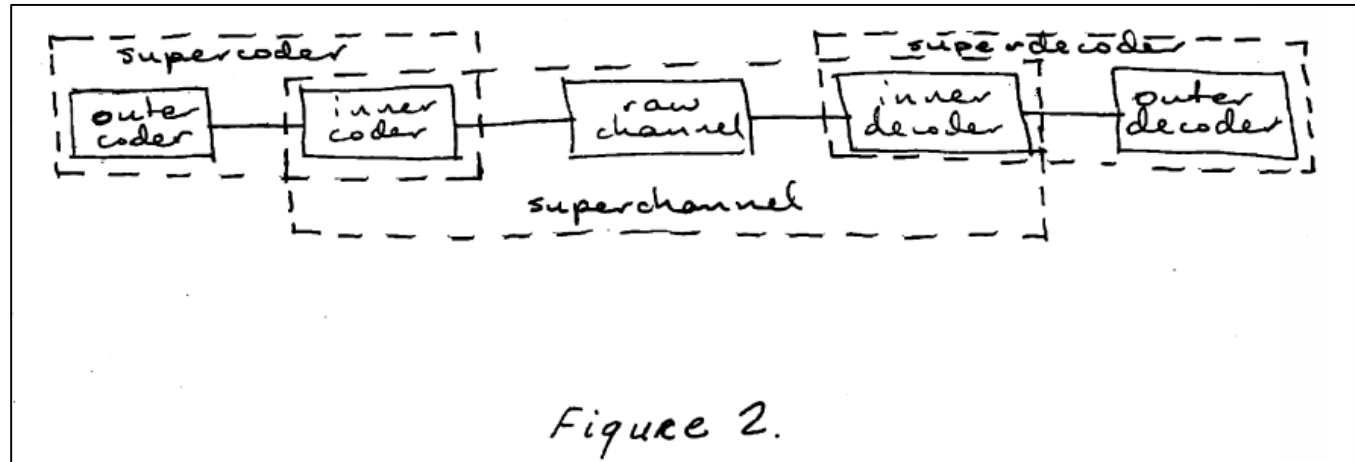 supercoder
superdecoder
outer
coder
inner
coder
raw
channel
inner
decoder
outer
decoder
superchannel
Figure 2.